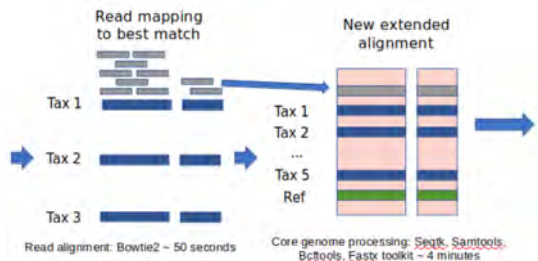 Read mapping
to best match
Tax 1
Tax 2
Tax 3
Read alignment: Bowtie2 ~ 50 seconds
New extended
alignment
Tax 1
Tax 2
...
Tax 5
Ref
Core genome processing: Seqtk, Samtools,
Bcftools, Fastx toolkit ~ 4 minutes